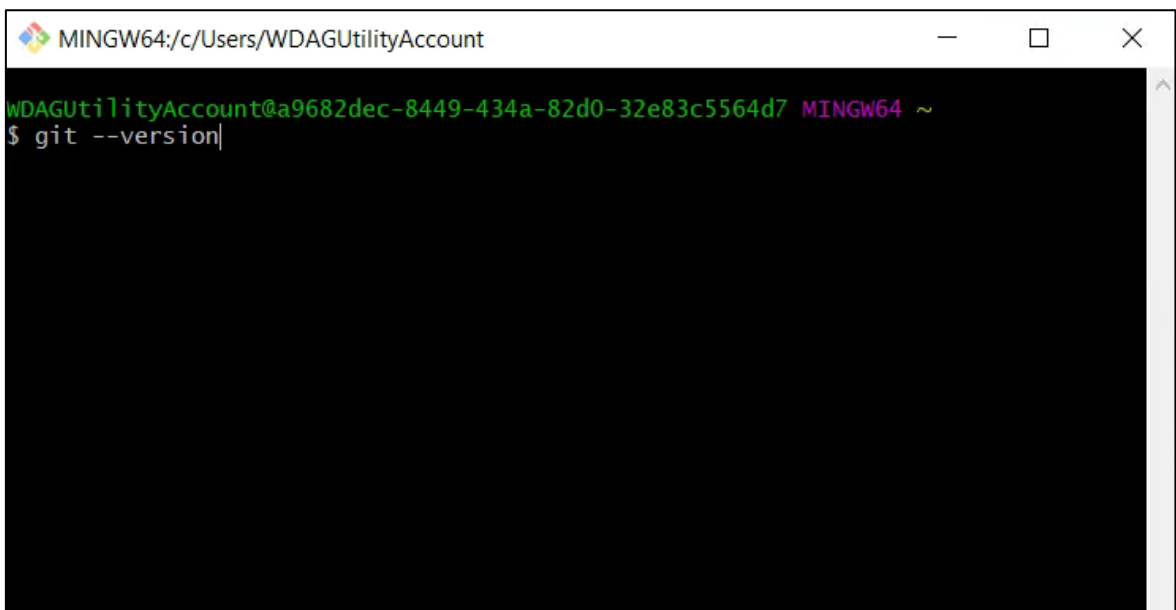 MINGW64:/c/Users/WDAGUtilityAccount
WDAGUtilityAccount@a9682dec-8449-434a-82d0-32e83c5564d7 MINGW64 ~
$ git --version